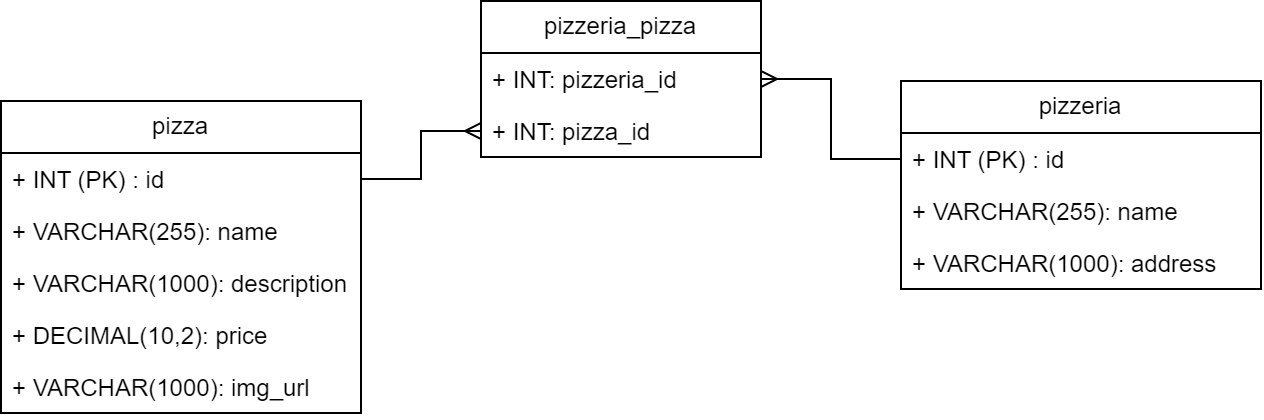 pizzeria_pizza
+ INT: pizzeria_id
+ INT: pizza_id
pizza
+ INT (PK) : id
+ VARCHAR(255): name
+ VARCHAR(1000): description
+ DECIMAL(10,2): price
+ VARCHAR(1000): img_url
pizzeria
+ INT (PK) : id
+ VARCHAR(255): name
+ VARCHAR(1000): address